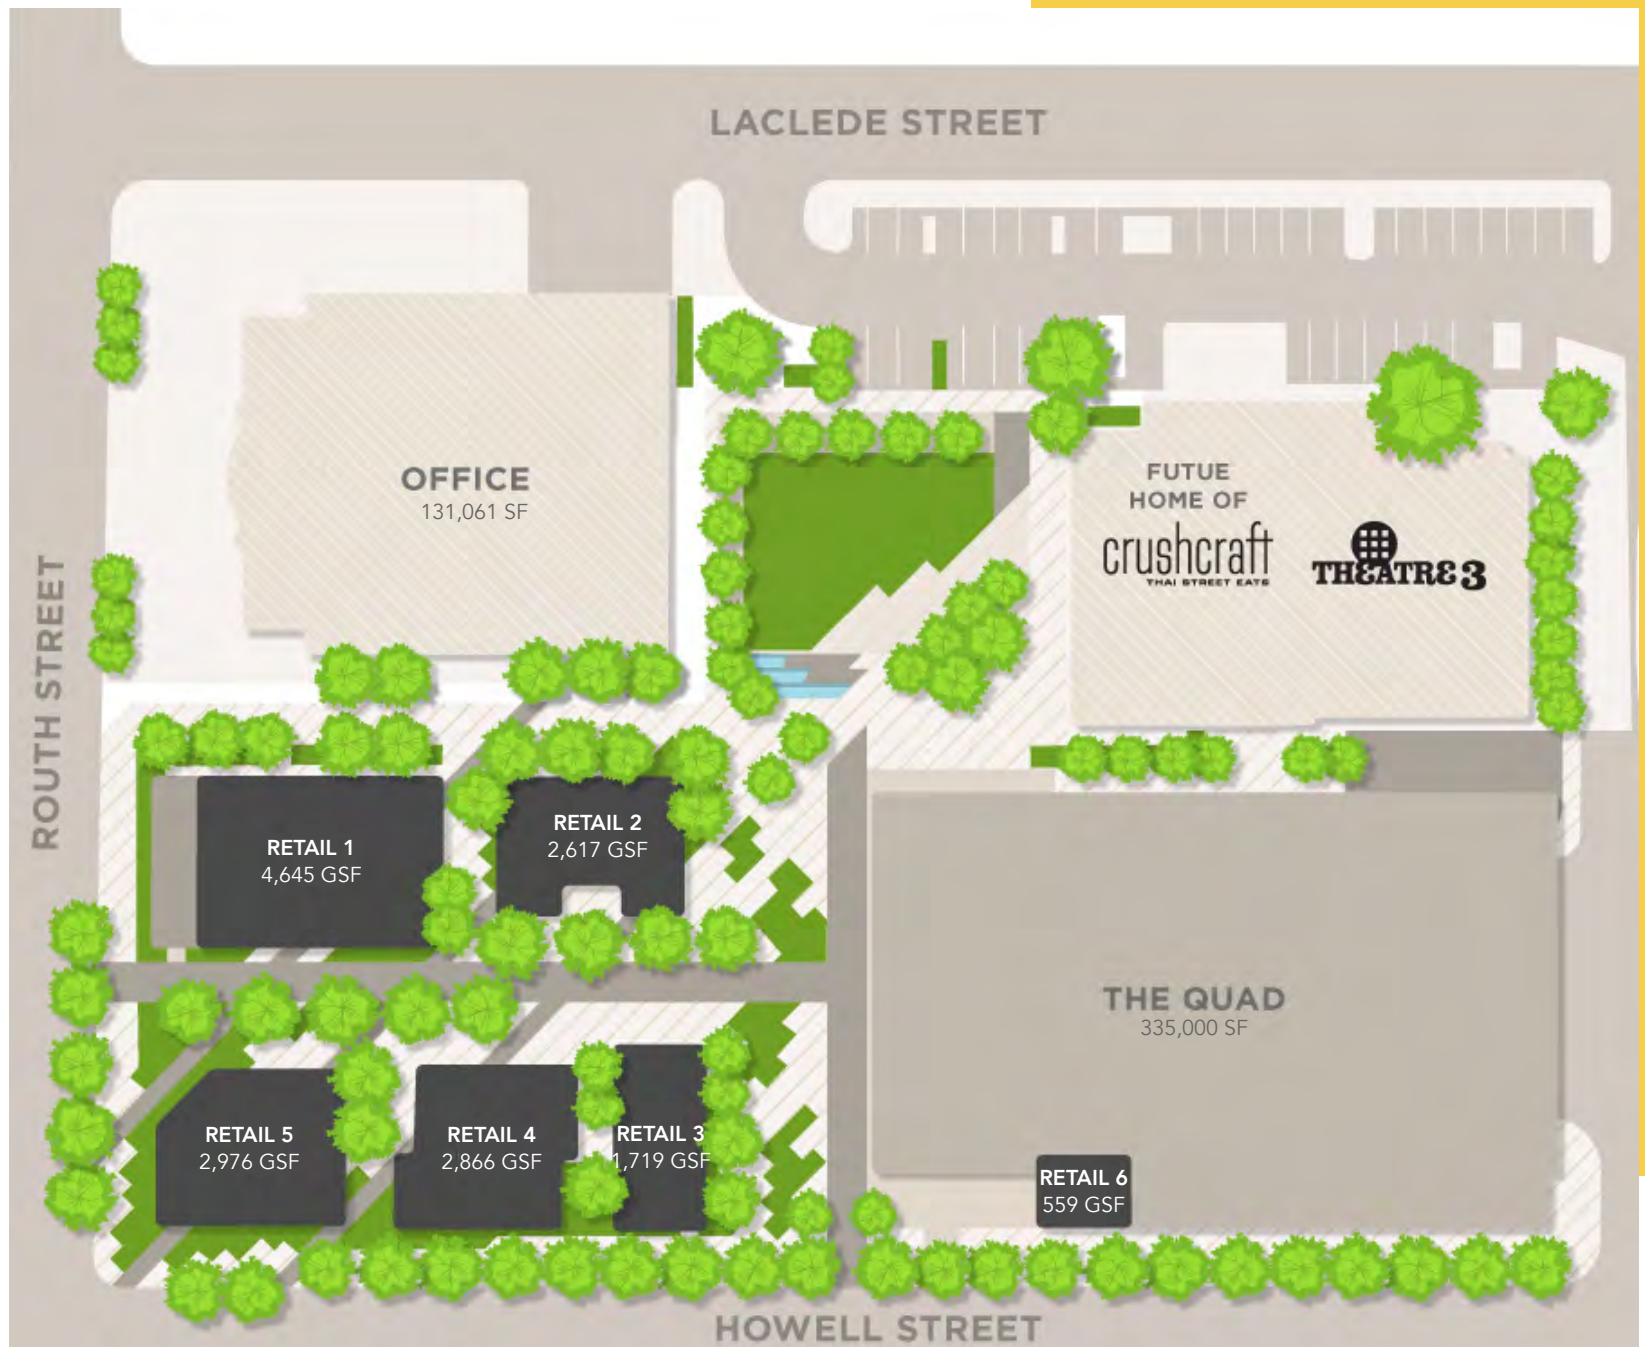 LACLEDE STREET
OFFICE
131,061 SF
FUTUE
HOME OF
crushcraft
THAI STREET EATS
THEATRE 3
ROUTH STREET
RETAIL 1
4,645 GSF
RETAIL 2
2,617 GSF
THE QUAD
335,000 SF
RETAIL 5
2,976 GSF
RETAIL 4
2,866 GSF
RETAIL 3
1,719 GSF
RETAIL 6
559 GSF
HOWELL STREET